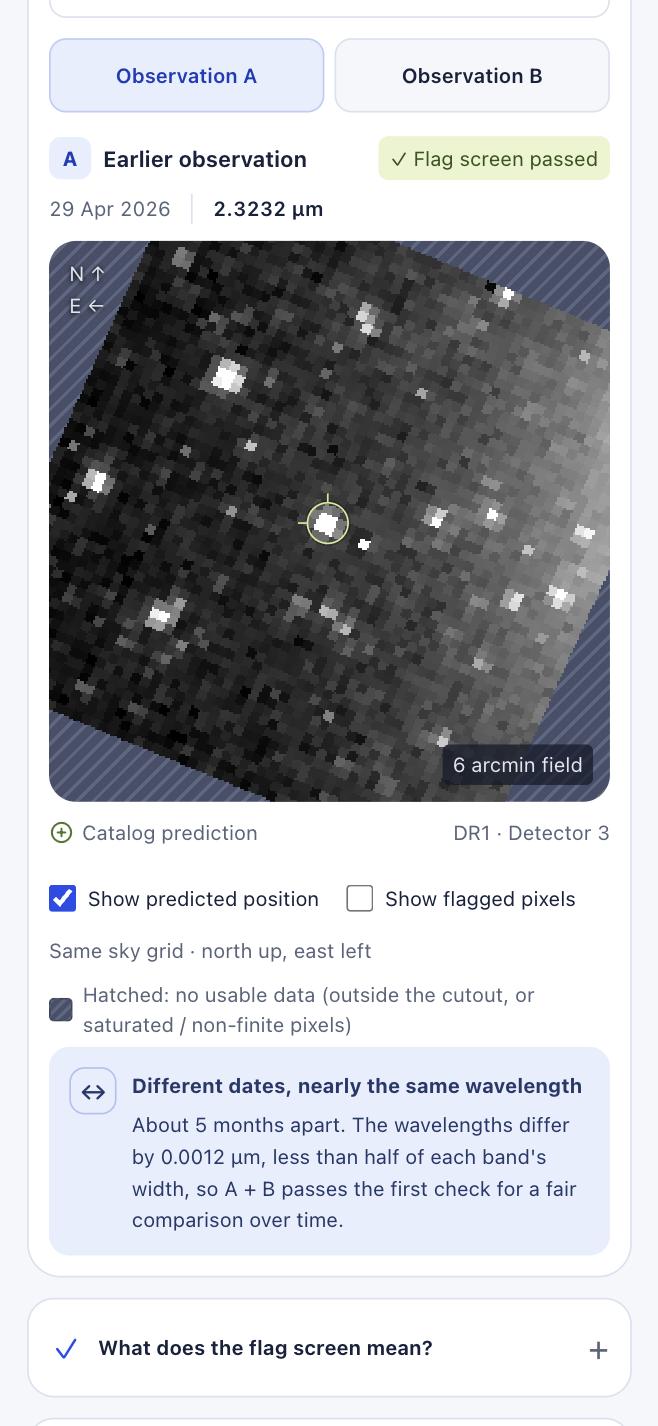 Observation A
Observation B
A
Earlier observation
✓ Flag screen passed
29 Apr 2026
2.3232 µm
N ↑
E ←
6 arcmin field
Catalog prediction
DR1 · Detector 3
Show predicted position
Show flagged pixels
Same sky grid · north up, east left
Hatched: no usable data (outside the cutout, or
saturated / non-finite pixels)
Different dates, nearly the same wavelength
About 5 months apart. The wavelengths differ
by 0.0012 µm, less than half of each band's
width, so A + B passes the first check for a fair
comparison over time.
What does the flag screen mean?